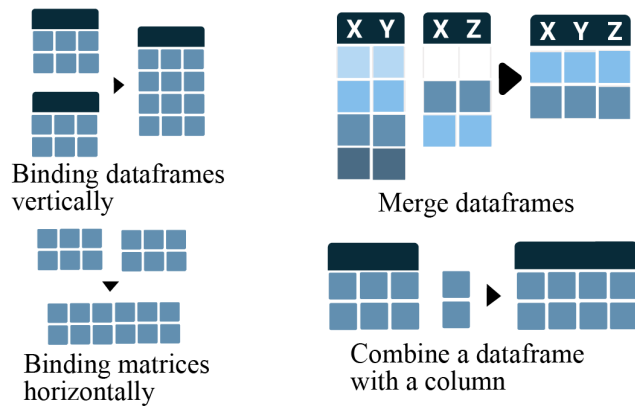 X Y
X Z
X Y Z
Binding dataframes
vertically
Merge dataframes
Binding matrices
horizontally
Combine a dataframe
with a column